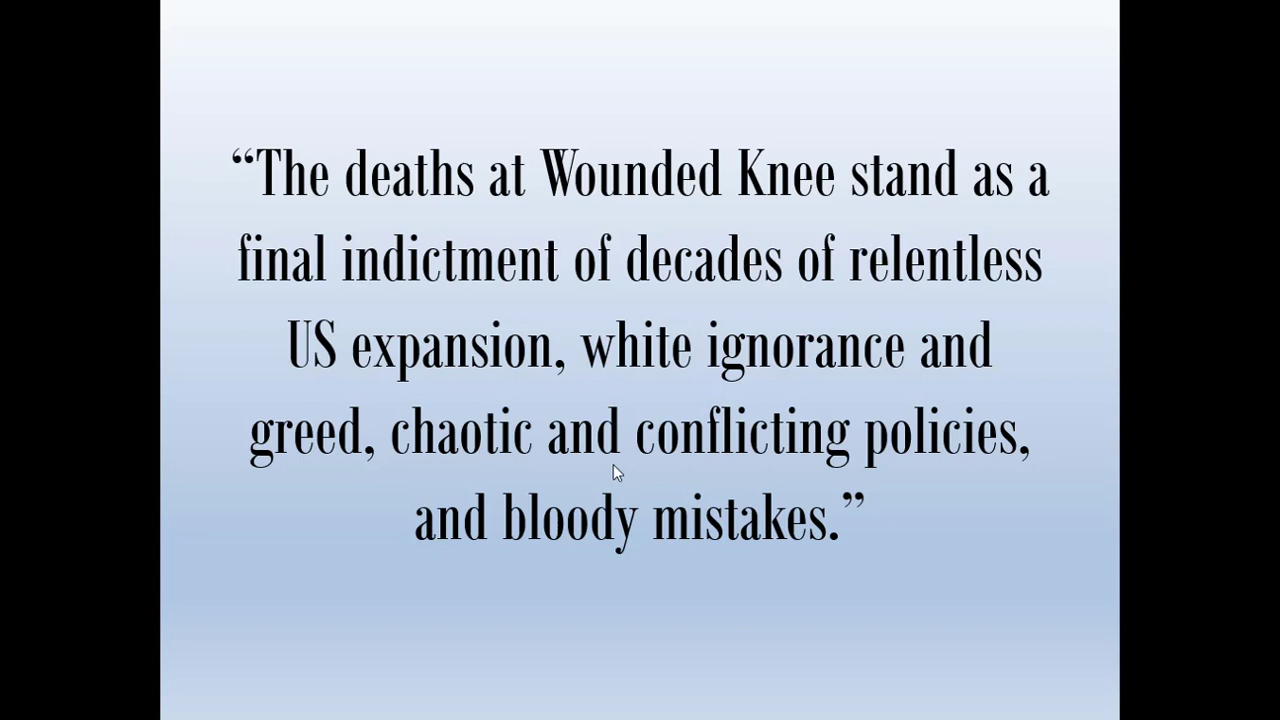 “The deaths at Wounded Knee stand as a
final indictment of decades of relentless
US expansion, white ignorance and
greed, chaotic and conflicting policies,
and bloody mistakes.”